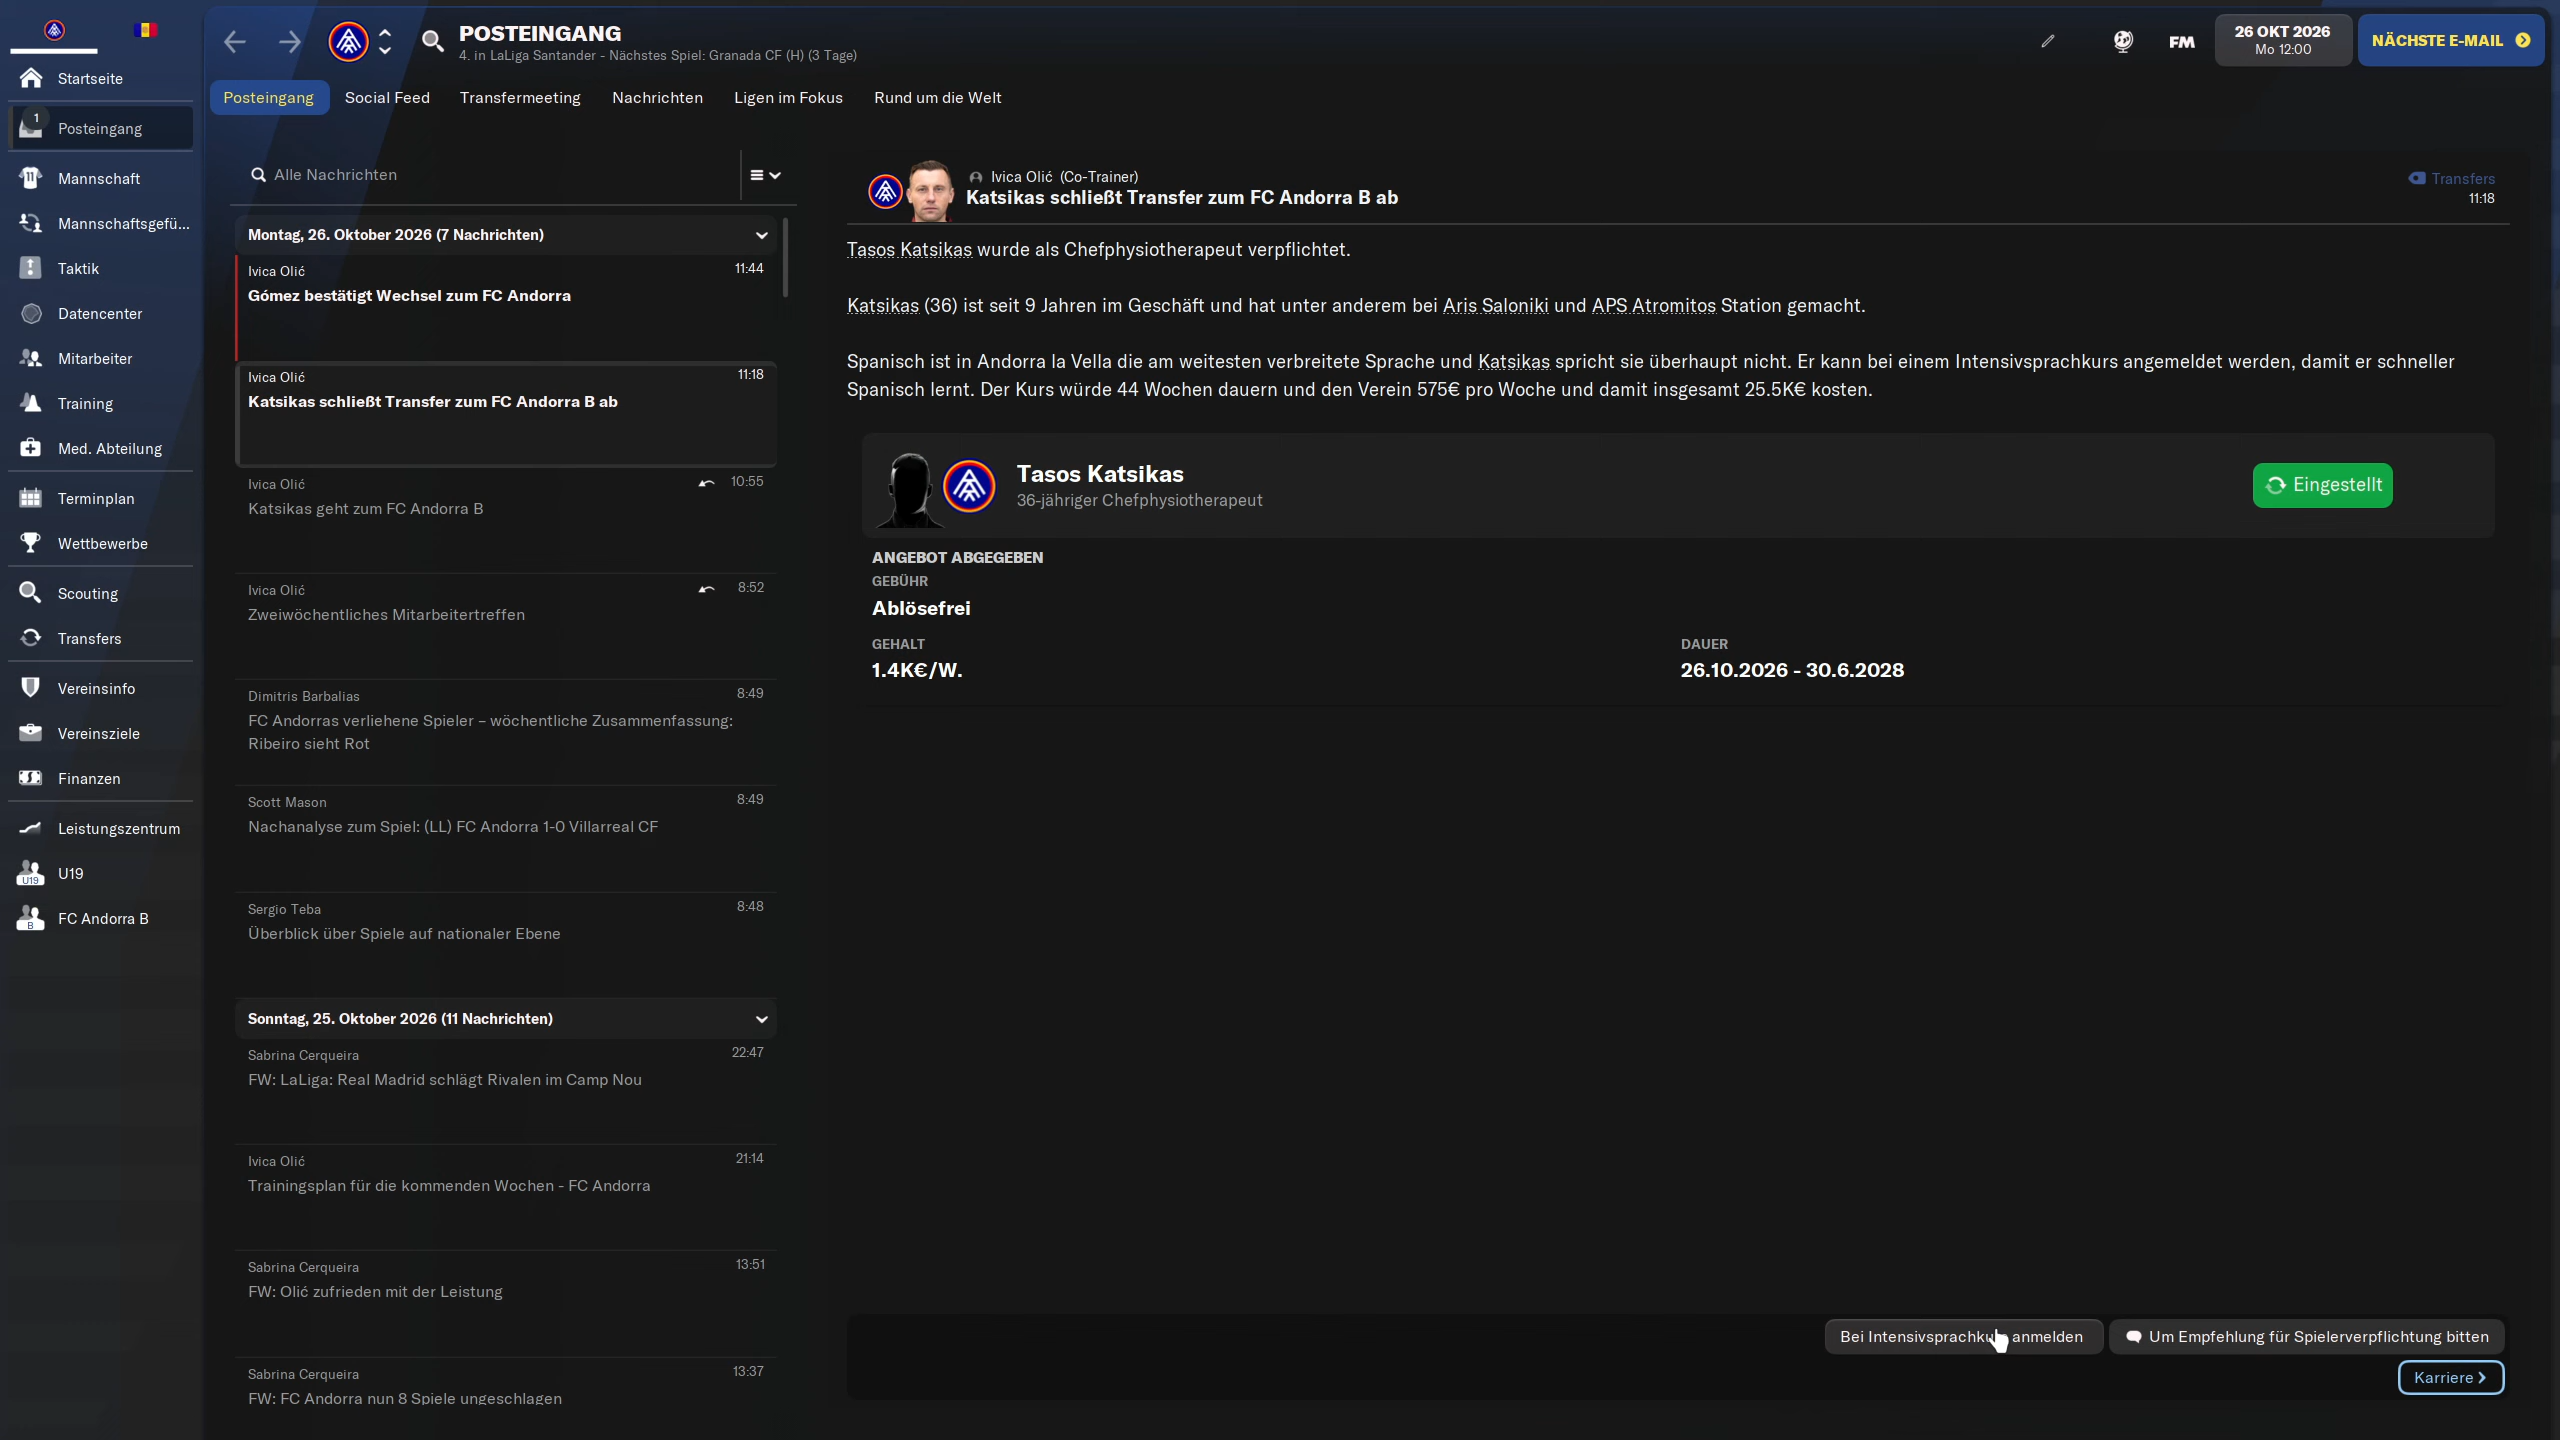 POSTEINGANG
4. in LaLiga Santander - Nächstes Spiel: Granada CF (H) (3 Tage)
FM
26 OKT 2026
Mo 12:00
NÄCHSTE E-MAIL
Startseite
1
Posteingang
Mannschaft
Mannschaftsgefü...
Taktik
Datencenter
Mitarbeiter
Training
Med. Abteilung
Terminplan
Wettbewerbe
Scouting
Transfers
Vereinsinfo
Vereinsziele
Finanzen
Leistungszentrum
U19
U19
B
FC Andorra B
Posteingang
Social Feed
Transfermeeting
Nachrichten
Ligen im Fokus
Rund um die Welt
Alle Nachrichten
Montag, 26. Oktober 2026 (7 Nachrichten)
Ivica Olić 11:44
Gómez bestätigt Wechsel zum FC Andorra
Ivica Olić 11:18
Katsikas schließt Transfer zum FC Andorra B ab
Ivica Olić 10:55
Katsikas geht zum FC Andorra B
Ivica Olić 8:52
Zweiwöchentliches Mitarbeitertreffen
Dimitris Barbalias 8:49
FC Andorras verliehene Spieler – wöchentliche Zusammenfassung:
Ribeiro sieht Rot
Scott Mason 8:49
Nachanalyse zum Spiel: (LL) FC Andorra 1-0 Villarreal CF
Sergio Teba 8:48
Überblick über Spiele auf nationaler Ebene
Sonntag, 25. Oktober 2026 (11 Nachrichten)
Sabrina Cerqueira 22:47
FW: LaLiga: Real Madrid schlägt Rivalen im Camp Nou
Ivica Olić 21:14
Trainingsplan für die kommenden Wochen - FC Andorra
Sabrina Cerqueira 13:51
FW: Olić zufrieden mit der Leistung
Sabrina Cerqueira 13:37
FW: FC Andorra nun 8 Spiele ungeschlagen
Ivica Olić (Co-Trainer)
Katsikas schließt Transfer zum FC Andorra B ab
Transfers
11:18
Tasos Katsikas wurde als Chefphysiotherapeut verpflichtet.
Katsikas (36) ist seit 9 Jahren im Geschäft und hat unter anderem bei Aris Saloniki und APS Atromitos Station gemacht.
Spanisch ist in Andorra la Vella die am weitesten verbreitete Sprache und Katsikas spricht sie überhaupt nicht. Er kann bei einem Intensivsprachkurs angemeldet werden, damit er schneller
Spanisch lernt. Der Kurs würde 44 Wochen dauern und den Verein 575€ pro Woche und damit insgesamt 25.5K€ kosten.
Tasos Katsikas
36-jähriger Chefphysiotherapeut
Eingestellt
ANGEBOT ABGEGEBEN
GEBÜHR
Ablösefrei
GEHALT
1.4K€/W.
DAUER
26.10.2026 - 30.6.2028
Bei Intensivsprachku anmelden
Um Empfehlung für Spielerverpflichtung bitten
Karriere